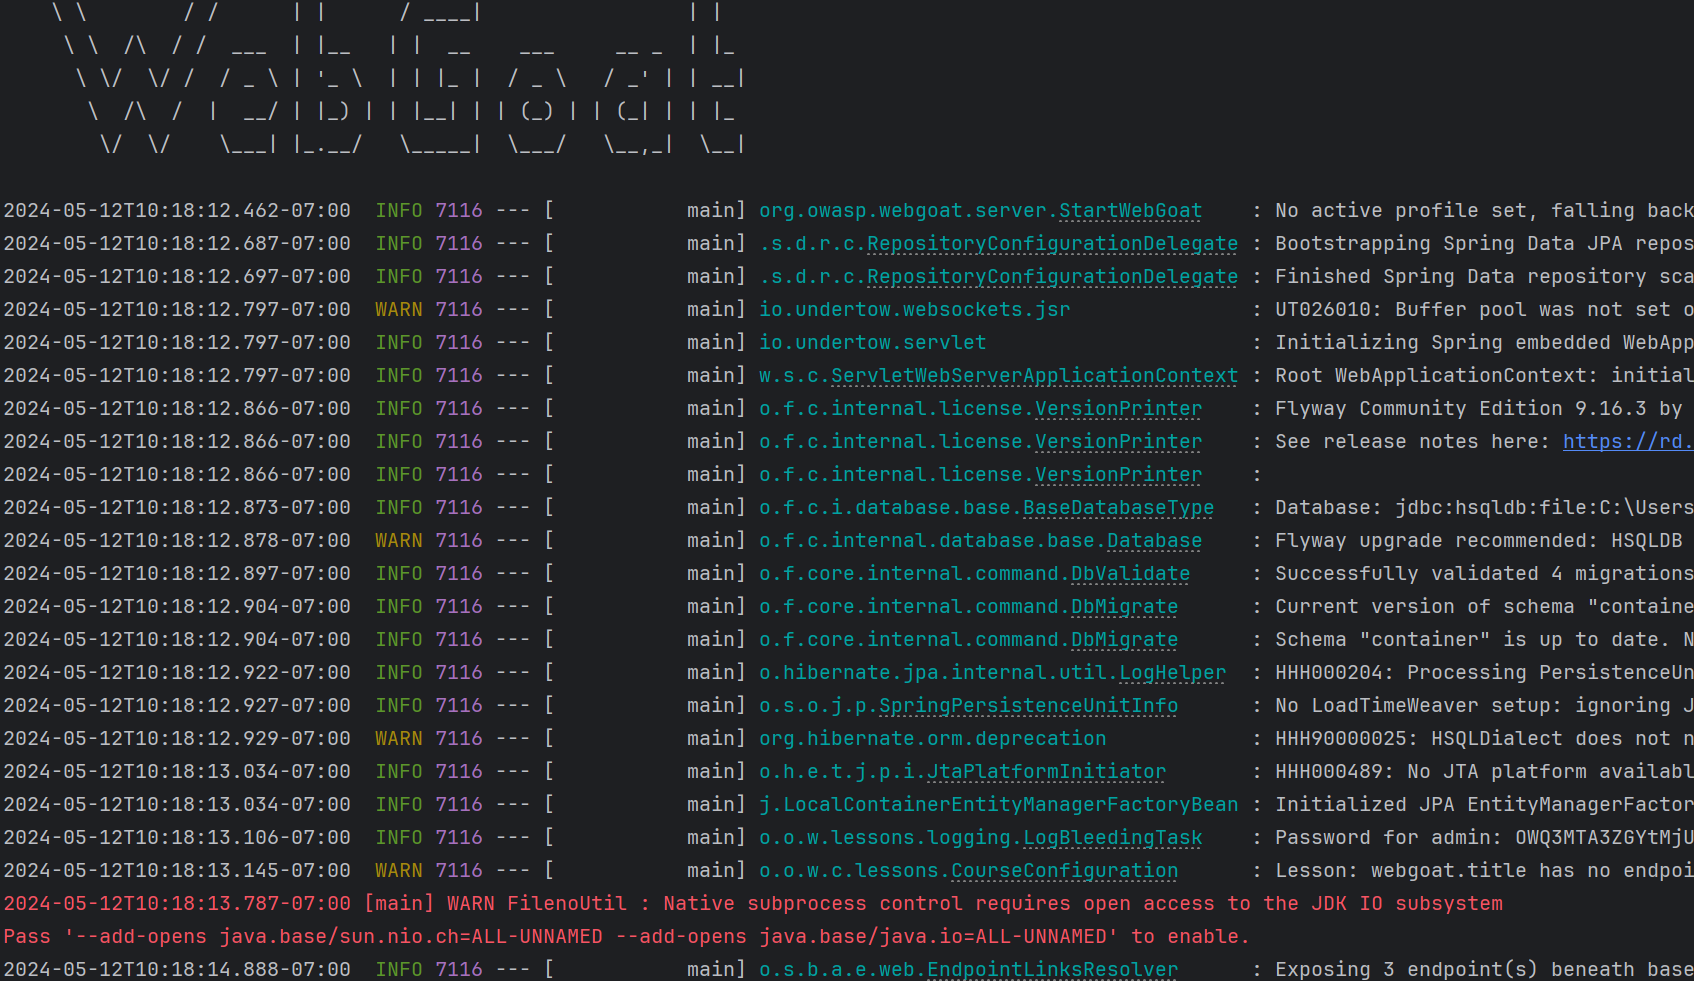 \ \        / /      | |      / ____|                 | |
  \ \  /\  / /  ___  | |__   | |  __    ___     __ _  | |_
   \ \/  \/ /  / _ \ | '_ \  | | |_ |  / _ \   / _' | | __|
    \  /\  /  |  __/ | |_) | | |__| | | (_) | | (_| | | |_
     \/  \/    \___| |_.__/   \_____|  \___/   \__,_|  \__|
2024-05-12T10:18:12.462-07:00  INFO 7116 --- [           main] org.owasp.webgoat.server.StartWebGoat    : No active profile set, falling back
2024-05-12T10:18:12.687-07:00  INFO 7116 --- [           main] .s.d.r.c.RepositoryConfigurationDelegate : Bootstrapping Spring Data JPA repos
2024-05-12T10:18:12.697-07:00  INFO 7116 --- [           main] .s.d.r.c.RepositoryConfigurationDelegate : Finished Spring Data repository sca
2024-05-12T10:18:12.797-07:00  WARN 7116 --- [           main] io.undertow.websockets.jsr               : UT026010: Buffer pool was not set o
2024-05-12T10:18:12.797-07:00  INFO 7116 --- [           main] io.undertow.servlet                      : Initializing Spring embedded WebApp
2024-05-12T10:18:12.797-07:00  INFO 7116 --- [           main] w.s.c.ServletWebServerApplicationContext : Root WebApplicationContext: initial
2024-05-12T10:18:12.866-07:00  INFO 7116 --- [           main] o.f.c.internal.license.VersionPrinter    : Flyway Community Edition 9.16.3 by
2024-05-12T10:18:12.866-07:00  INFO 7116 --- [           main] o.f.c.internal.license.VersionPrinter    : See release notes here: https://rd.
2024-05-12T10:18:12.866-07:00  INFO 7116 --- [           main] o.f.c.internal.license.VersionPrinter    :
2024-05-12T10:18:12.873-07:00  INFO 7116 --- [           main] o.f.c.i.database.base.BaseDatabaseType   : Database: jdbc:hsqldb:file:C:\Users
2024-05-12T10:18:12.878-07:00  WARN 7116 --- [           main] o.f.c.internal.database.base.Database    : Flyway upgrade recommended: HSQLDB
2024-05-12T10:18:12.897-07:00  INFO 7116 --- [           main] o.f.core.internal.command.DbValidate     : Successfully validated 4 migrations
2024-05-12T10:18:12.904-07:00  INFO 7116 --- [           main] o.f.core.internal.command.DbMigrate      : Current version of schema "containe
2024-05-12T10:18:12.904-07:00  INFO 7116 --- [           main] o.f.core.internal.command.DbMigrate      : Schema "container" is up to date. N
2024-05-12T10:18:12.922-07:00  INFO 7116 --- [           main] o.hibernate.jpa.internal.util.LogHelper  : HHH000204: Processing PersistenceUn
2024-05-12T10:18:12.927-07:00  INFO 7116 --- [           main] o.s.o.j.p.SpringPersistenceUnitInfo      : No LoadTimeWeaver setup: ignoring J
2024-05-12T10:18:12.929-07:00  WARN 7116 --- [           main] org.hibernate.orm.deprecation            : HHH90000025: HSQLDialect does not n
2024-05-12T10:18:13.034-07:00  INFO 7116 --- [           main] o.h.e.t.j.p.i.JtaPlatformInitiator       : HHH000489: No JTA platform availabl
2024-05-12T10:18:13.034-07:00  INFO 7116 --- [           main] j.LocalContainerEntityManagerFactoryBean : Initialized JPA EntityManagerFactor
2024-05-12T10:18:13.106-07:00  INFO 7116 --- [           main] o.o.w.lessons.logging.LogBleedingTask    : Password for admin: OWQ3MTA3ZGYtMjU
2024-05-12T10:18:13.145-07:00  WARN 7116 --- [           main] o.o.w.c.lessons.CourseConfiguration      : Lesson: webgoat.title has no endpoi
2024-05-12T10:18:13.787-07:00 [main] WARN FilenoUtil : Native subprocess control requires open access to the JDK IO subsystem
Pass '--add-opens java.base/sun.nio.ch=ALL-UNNAMED --add-opens java.base/java.io=ALL-UNNAMED' to enable.
2024-05-12T10:18:14.888-07:00  INFO 7116 --- [           main] o.s.b.a.e.web.EndpointLinksResolver      : Exposing 3 endpoint(s) beneath base